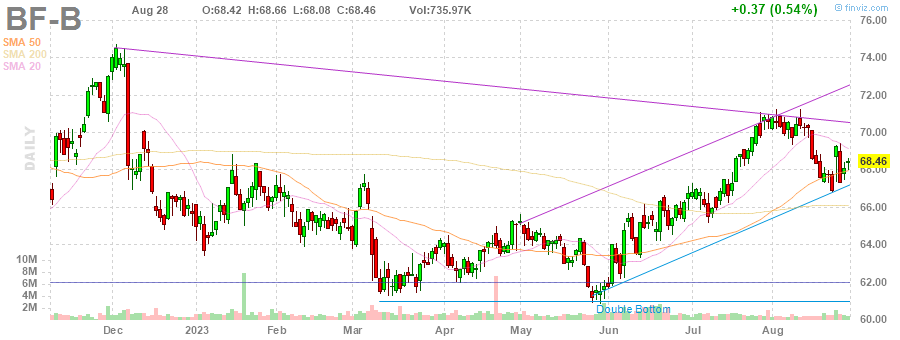 BF-B
Aug 28 O:68.42 H:68.66 L:68.08 C:68.46 Vol:735.97K
+0.37 (0.54%)
© finviz.com
SMA 50
SMA 200
SMA 20
DAILY
76.00
74.00
72.00
70.00
68.46
68.00
66.00
64.00
62.00
60.00
10M
8M
6M
4M
2M
Double Bottom
Dec 2023 Feb Mar Apr May Jun Jul Aug